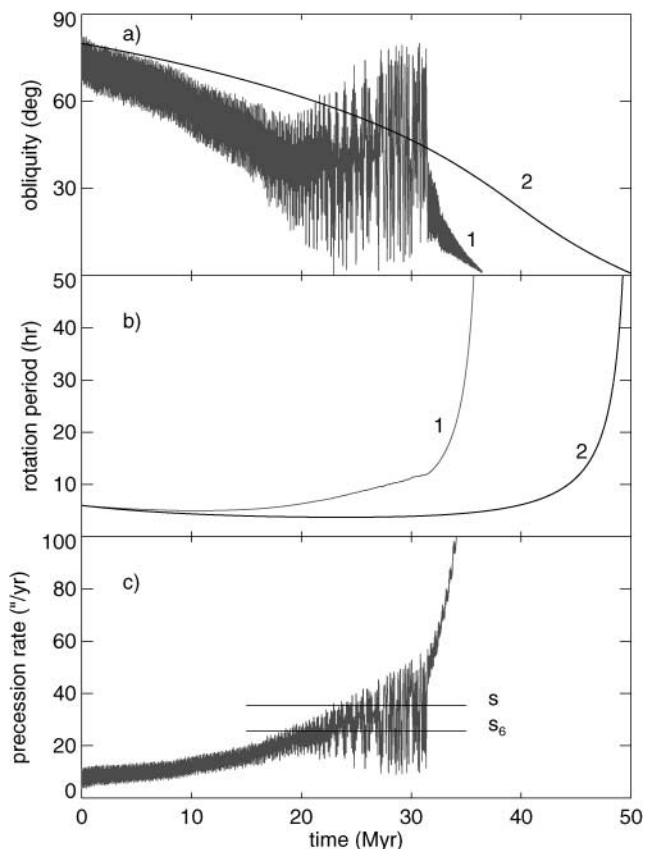 90
a)
60
obliquity (deg)
30
2
1
50
40
b)
30
rotation period (hr)
20
1
2
10
100
c)
80
precession rate ("/yr)
60
40
s
s6
20
0
0 10 20 30 40 50
time (Myr)